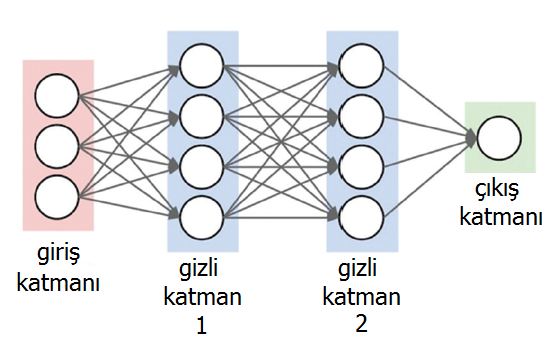 giriş
katmanı
gizli
katman
1
gizli
katman
2
çıkış
katmanı